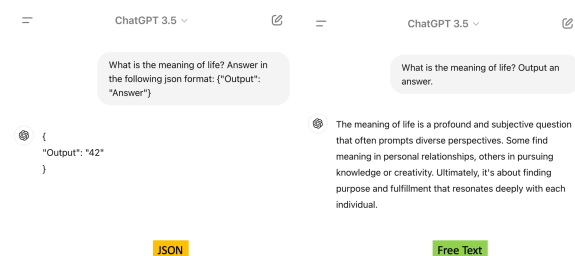 ChatGPT 3.5
What is the meaning of life? Answer in
the following json format: {"Output":
"Answer"}
{
"Output": "42"
}
JSON
ChatGPT 3.5
What is the meaning of life? Output an
answer.
The meaning of life is a profound and subjective question
that often prompts diverse perspectives. Some find
meaning in personal relationships, others in pursuing
knowledge or creativity. Ultimately, it's about finding
purpose and fulfillment that resonates deeply with each
individual.
Free Text